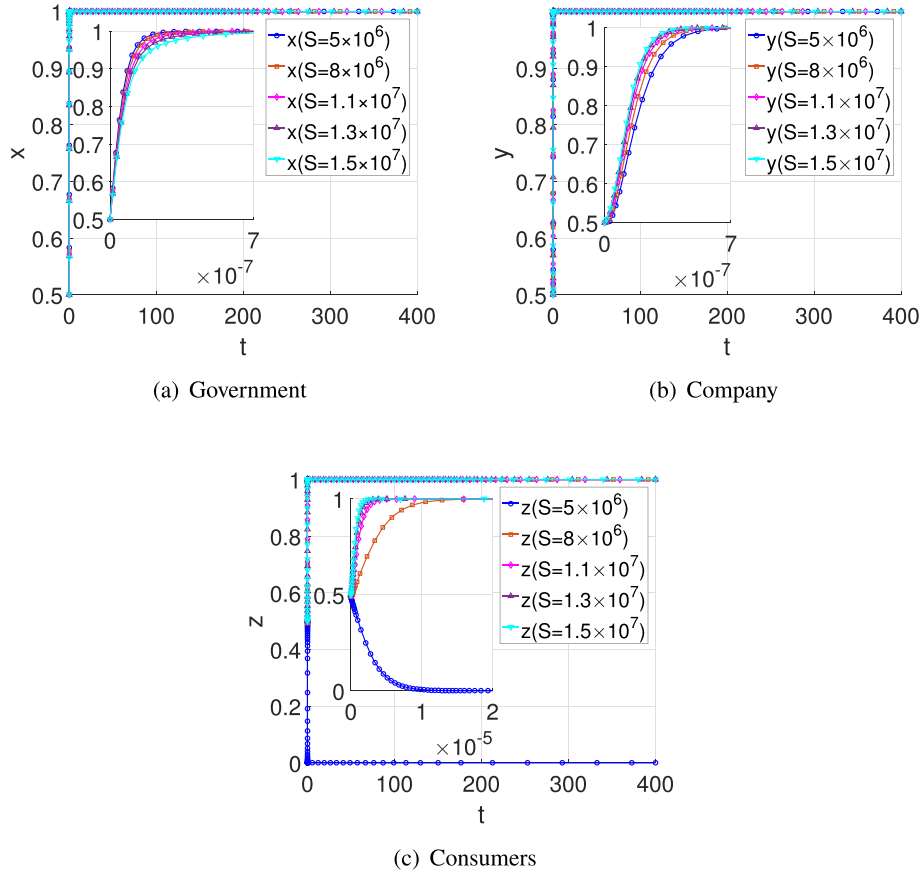 1
0.9
0.8
0.7
0.6
0.5
x
0
100
200
300
400
t
1
0.9
0.8
0.7
0.6
0.5
0
7
×10⁻⁷
x(S=5×10⁶)
x(S=8×10⁶)
x(S=1.1×10⁷)
x(S=1.3×10⁷)
x(S=1.5×10⁷)
(a) Government
1
0.9
0.8
0.7
0.6
0.5
y
0
100
200
300
400
t
1
0.9
0.8
0.7
0.6
0.5
0
7
×10⁻⁷
y(S=5×10⁶)
y(S=8×10⁶)
y(S=1.1×10⁷)
y(S=1.3×10⁷)
y(S=1.5×10⁷)
(b) Company
1
0.8
0.6
0.4
0.2
0
z
0
100
200
300
400
t
1
0.5
0
0
1
2
×10⁻⁵
z(S=5×10⁶)
z(S=8×10⁶)
z(S=1.1×10⁷)
z(S=1.3×10⁷)
z(S=1.5×10⁷)
(c) Consumers